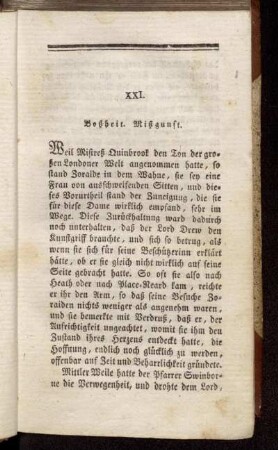 XXI.
Boßheit. Mißgunst.
Weil Mistreß Quinbrook den Ton der gro-
ßen Londoner Welt angenommen hatte, so
stand Zoraide in dem Wahne, sie sey eine
Frau von ausschweifenden Sitten, und die-
ses Vorurtheil stand der Zuneigung, die sie
für diese Dame wirklich empfand, sehr im
Wege. Diese Zurückhaltung ward dadurch
noch unterhalten, daß der Lord Drew den
Kunstgriff brauchte, und sich so betrug, als
wenn sie sich für seine Beschützerinn erklärt
hätte, ob er sie gleich nicht wirklich auf seine
Seite gebracht hatte. So oft sie also nach
Heath oder nach Place-Neard kam, reichte
er ihr den Arm, so daß seine Besuche Zo-
raiden nichts weniger als angenehm waren,
und sie bemerkte mit Verdruß, daß er, der
Aufrichtigkeit ungeachtet, womit sie ihm den
Zustand ihres Herzens entdeckt hatte, die
Hoffnung, endlich noch glücklich zu werden,
offenbar auf Zeit und Beharrlichkeit gründete.
Mittler Weile hatte der Pfarrer Swinbor-
ne die Verwegenheit, und drohte dem Lord,